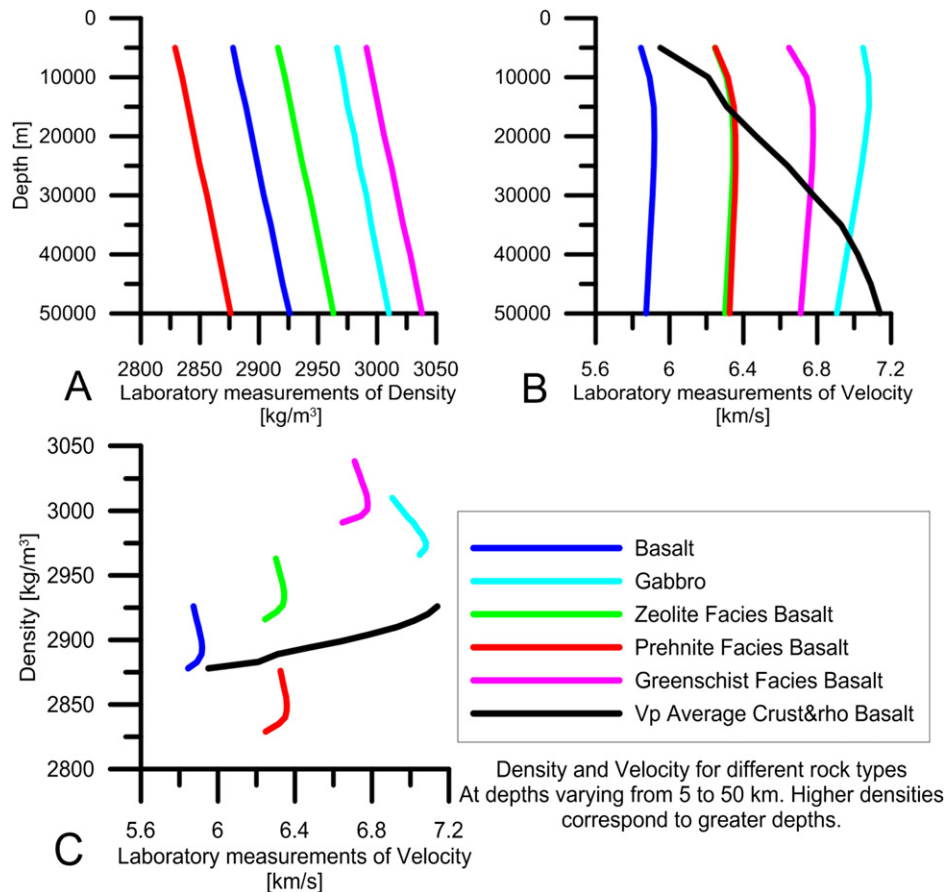 0
10000
20000
30000
40000
50000
Depth [m]
2800 2850 2900 2950 3000 3050
A
Laboratory measurements of Density
[kg/m³]
0
10000
20000
30000
40000
50000
5.6 6 6.4 6.8 7.2
B
Laboratory measurements of Velocity
[km/s]
3050
3000
2950
2900
2850
2800
Density [kg/m³]
5.6 6 6.4 6.8 7.2
C
Laboratory measurements of Velocity
[km/s]
Basalt
Gabbro
Zeolite Facies Basalt
Prehnite Facies Basalt
Greenschist Facies Basalt
Vp Average Crust&rho Basalt
Density and Velocity for different rock types
At depths varying from 5 to 50 km. Higher densities
correspond to greater depths.